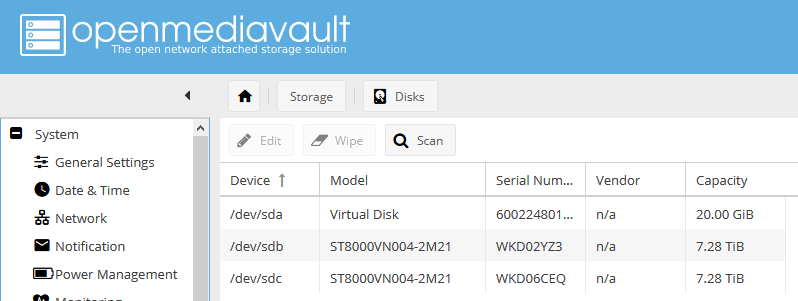 openmediavault
The open network attached storage solution
Storage
Disks
System
General Settings
Date & Time
Network
Notification
Power Management
Edit
Wipe
Scan
Device Model Serial Num... Vendor Capacity
/dev/sda Virtual Disk 600224801... n/a 20.00 GiB
/dev/sdb ST8000VN004-2M21 WKD02YZ3 n/a 7.28 TiB
/dev/sdc ST8000VN004-2M21 WKD06CEQ n/a 7.28 TiB